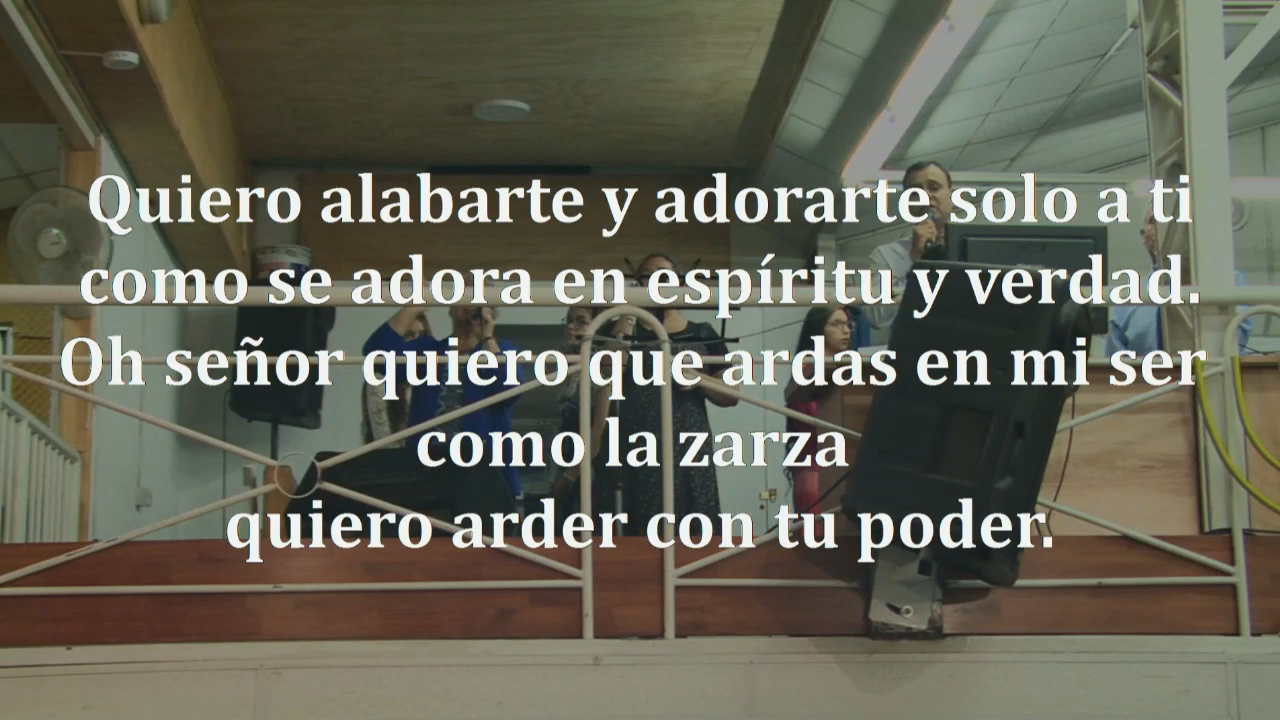 Quiero alabarte y adorarte solo a ti
como se adora en espíritu y verdad.
Oh señor quiero que ardas en mi ser
como la zarza
quiero arder con tu poder.